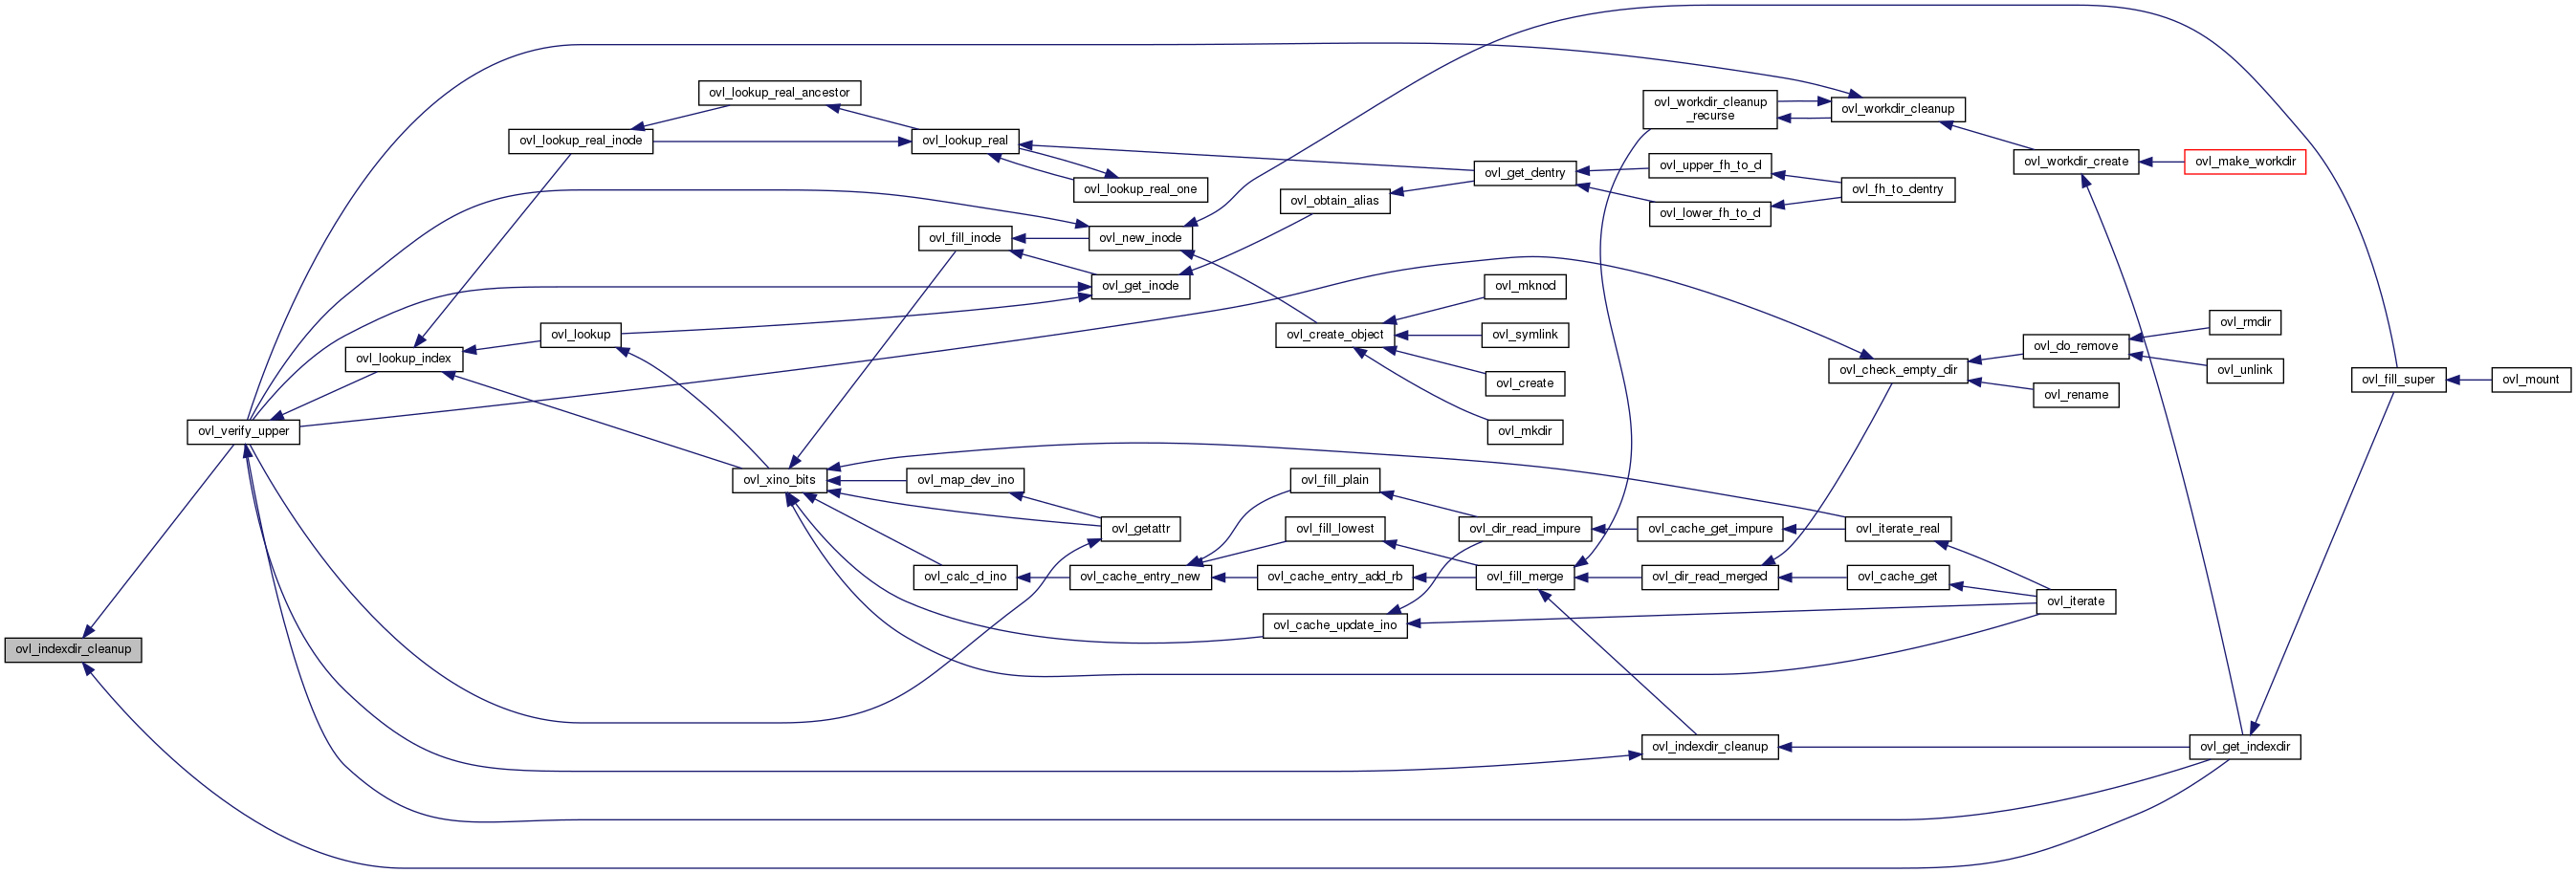 ovl_indexdir_cleanup
ovl_verify_upper
ovl_lookup_index
ovl_lookup_real_inode
ovl_lookup
ovl_lookup_real_ancestor
ovl_xino_bits
ovl_lookup_real
ovl_fill_inode
ovl_map_dev_ino
ovl_calc_d_ino
ovl_lookup_real_one
ovl_new_inode
ovl_get_inode
ovl_getattr
ovl_cache_entry_new
ovl_obtain_alias
ovl_create_object
ovl_fill_plain
ovl_fill_lowest
ovl_cache_entry_add_rb
ovl_cache_update_ino
ovl_get_dentry
ovl_mknod
ovl_symlink
ovl_create
ovl_mkdir
ovl_dir_read_impure
ovl_fill_merge
ovl_workdir_cleanup
_recurse
ovl_upper_fh_to_d
ovl_lower_fh_to_d
ovl_cache_get_impure
ovl_dir_read_merged
ovl_indexdir_cleanup
ovl_workdir_cleanup
ovl_fh_to_dentry
ovl_check_empty_dir
ovl_iterate_real
ovl_cache_get
ovl_workdir_create
ovl_do_remove
ovl_rename
ovl_iterate
ovl_make_workdir
ovl_rmdir
ovl_unlink
ovl_get_indexdir
ovl_fill_super
ovl_mount